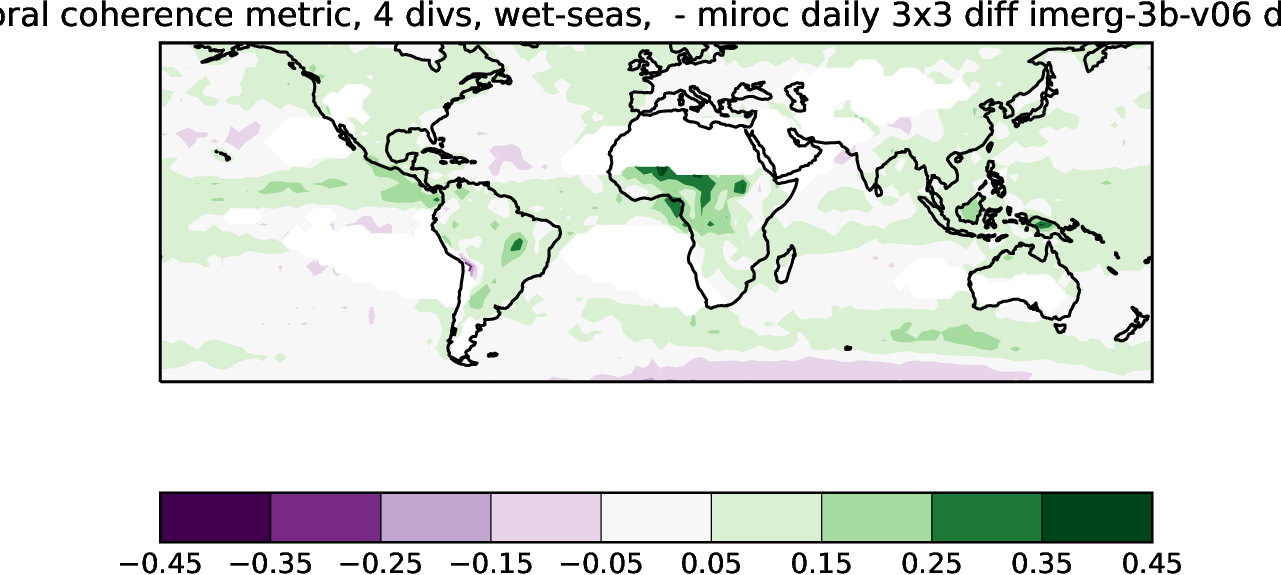 oral coherence metric, 4 divs, wet-seas,  - miroc daily 3x3 diff imerg-3b-v06 d
−0.45 −0.35 −0.25 −0.15 −0.05 0.05 0.15 0.25 0.35 0.45